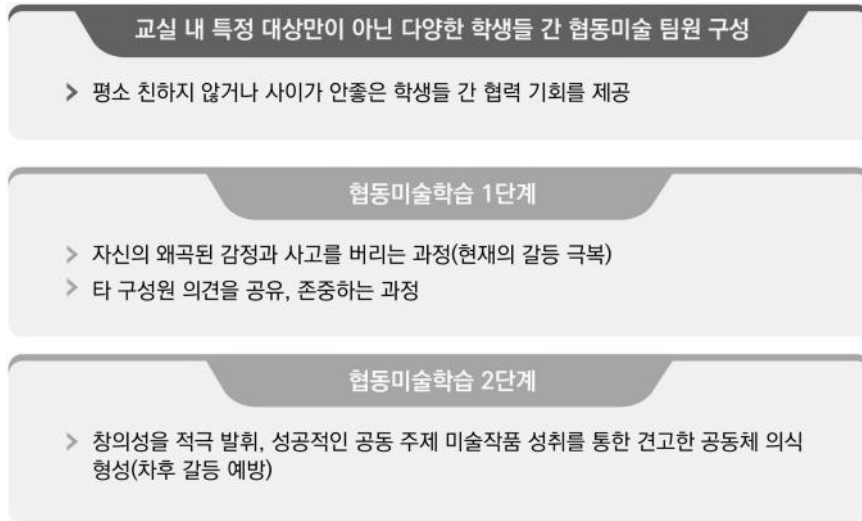 교실 내 특정 대상만이 아닌 다양한 학생들 간 협동미술 팀원 구성
> 평소 친하지 않거나 사이가 안좋은 학생들 간 협력 기회를 제공
협동미술학습 1단계
> 자신의 왜곡된 감정과 사고를 버리는 과정(현재의 갈등 극복)
> 타 구성원 의견을 공유, 존중하는 과정
협동미술학습 2단계
> 창의성을 적극 발휘, 성공적인 공동 주제 미술작품 성취를 통한 견고한 공동체 의식
형성(차후 갈등 예방)